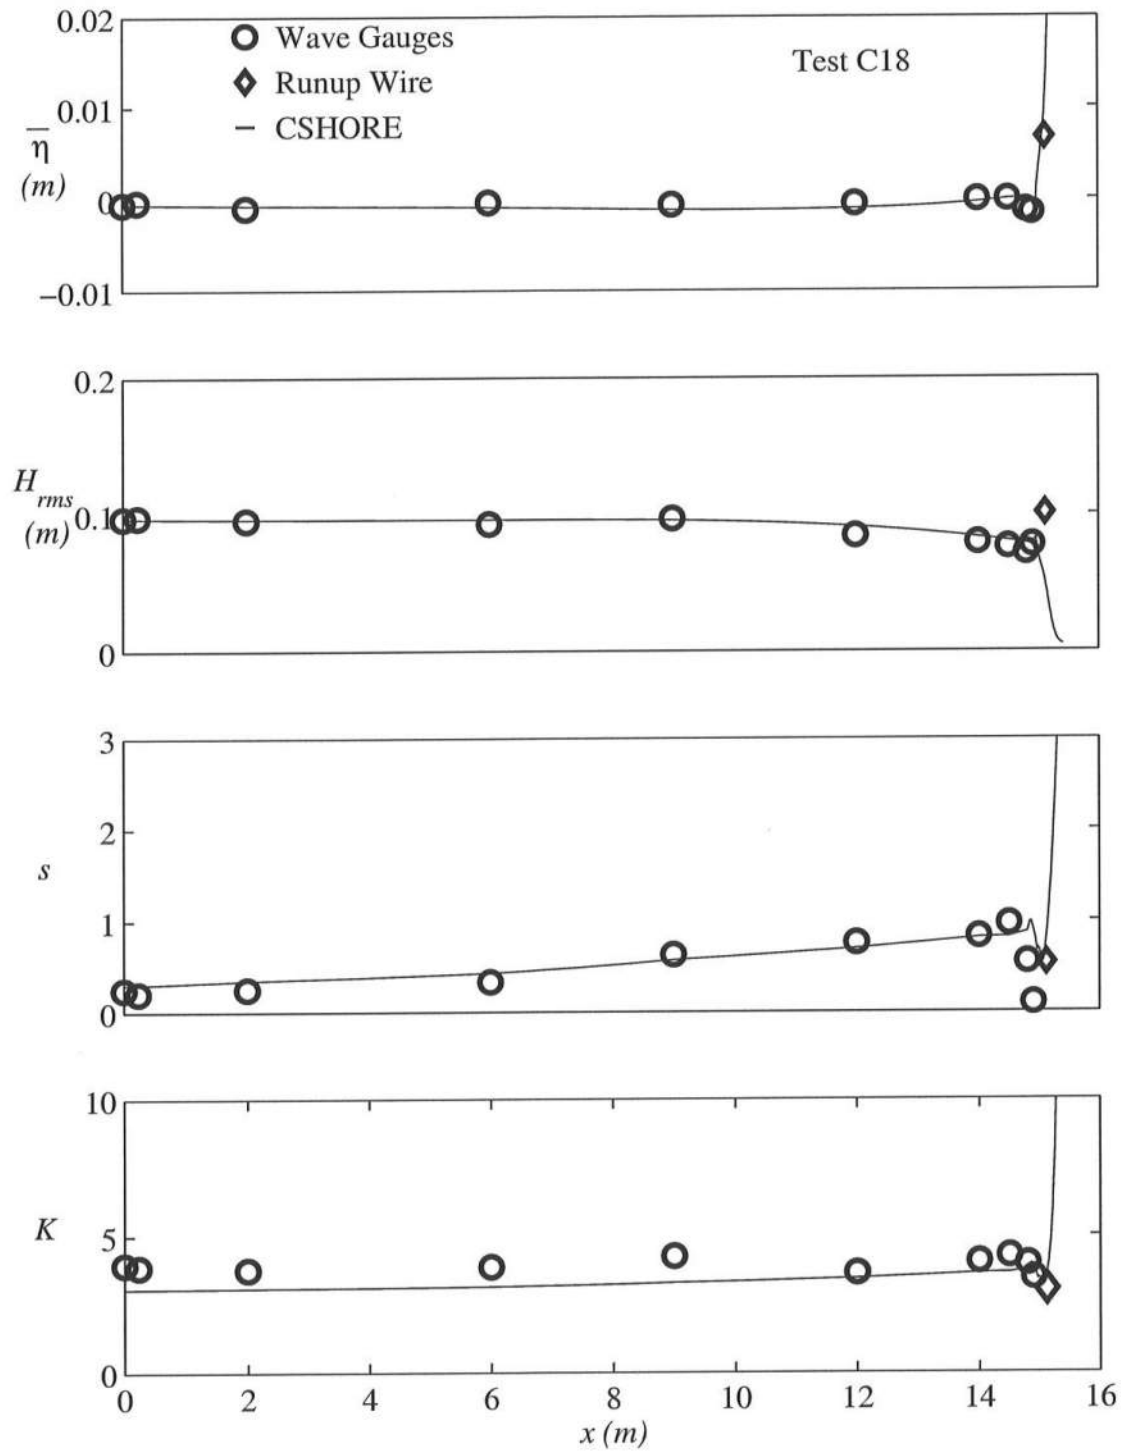 0.02
Wave Gauges
Test C18
Runup Wire
0.01
CSHORE
η
(m)
0
−0.01
0.2
H rms
0.1
(m)
0
3
2
s
1
0
10
K
5
0
0 2 4 6 8 10 12 14 16
x (m)